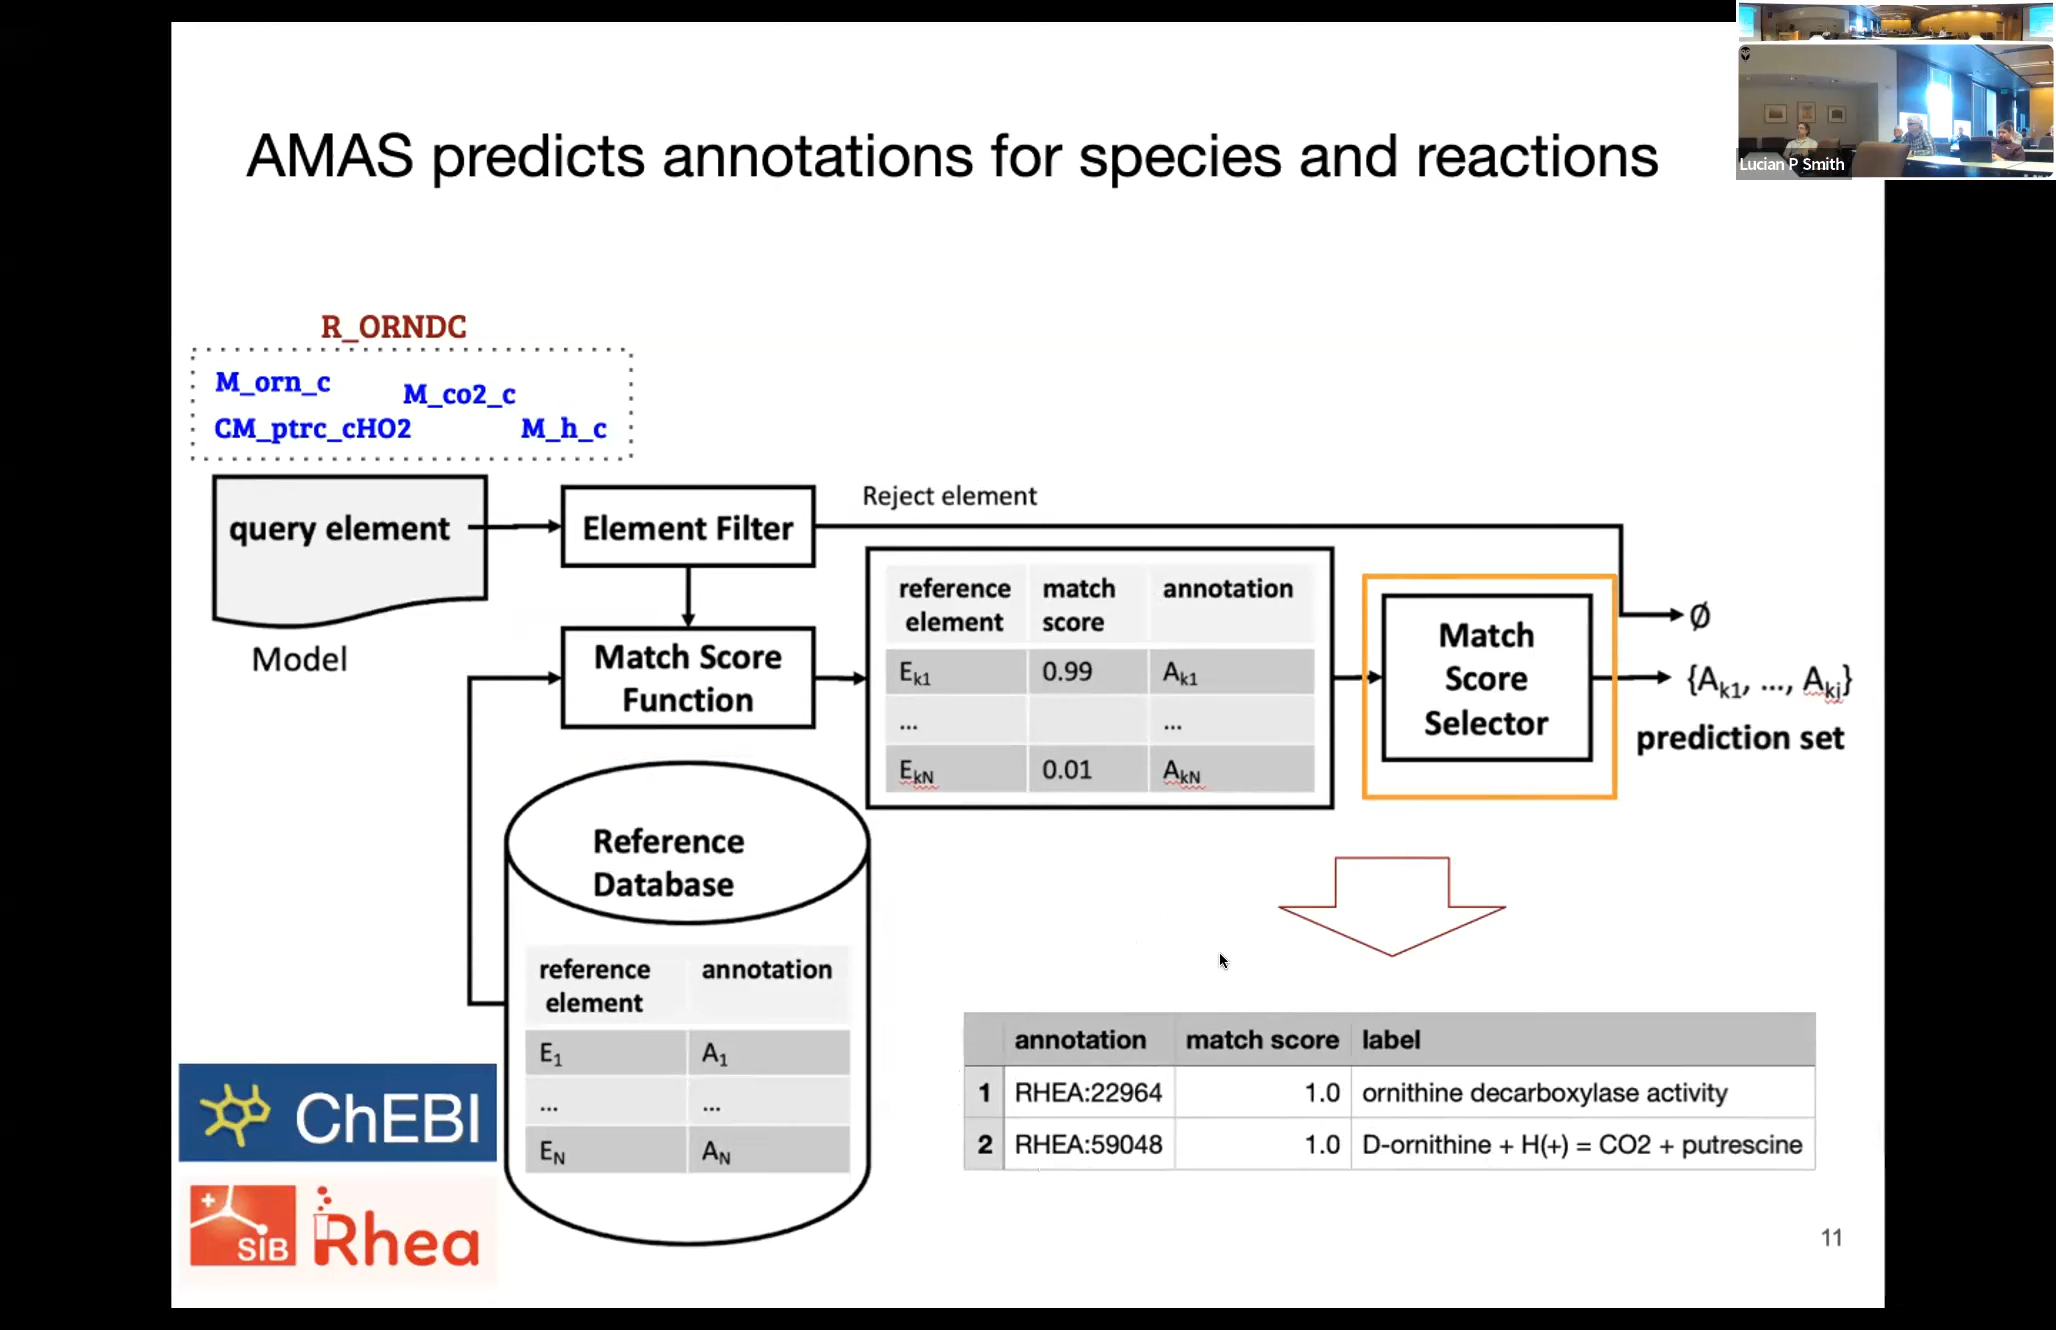 Lucian P Smith
AMAS predicts annotations for species and reactions
R_ORNDC
M_orn_c
M_co2_c
CM_ptrc_cHO2
M_h_c
query element
Model
Element Filter
Reject element
Match Score
Function
reference element match score annotation
Ek1 0.99 Ak1
... ...
EkN 0.01 AkN
Match
Score
Selector
Ø
{Ak1, ..., Akj}
prediction set
Reference
Database
reference element annotation
E1 A1
... ...
EN AN
ChEBI
SIB Rhea
annotation match score label
1 RHEA:22964 1.0 ornithine decarboxylase activity
2 RHEA:59048 1.0 D-ornithine + H(+) = CO2 + putrescine
11